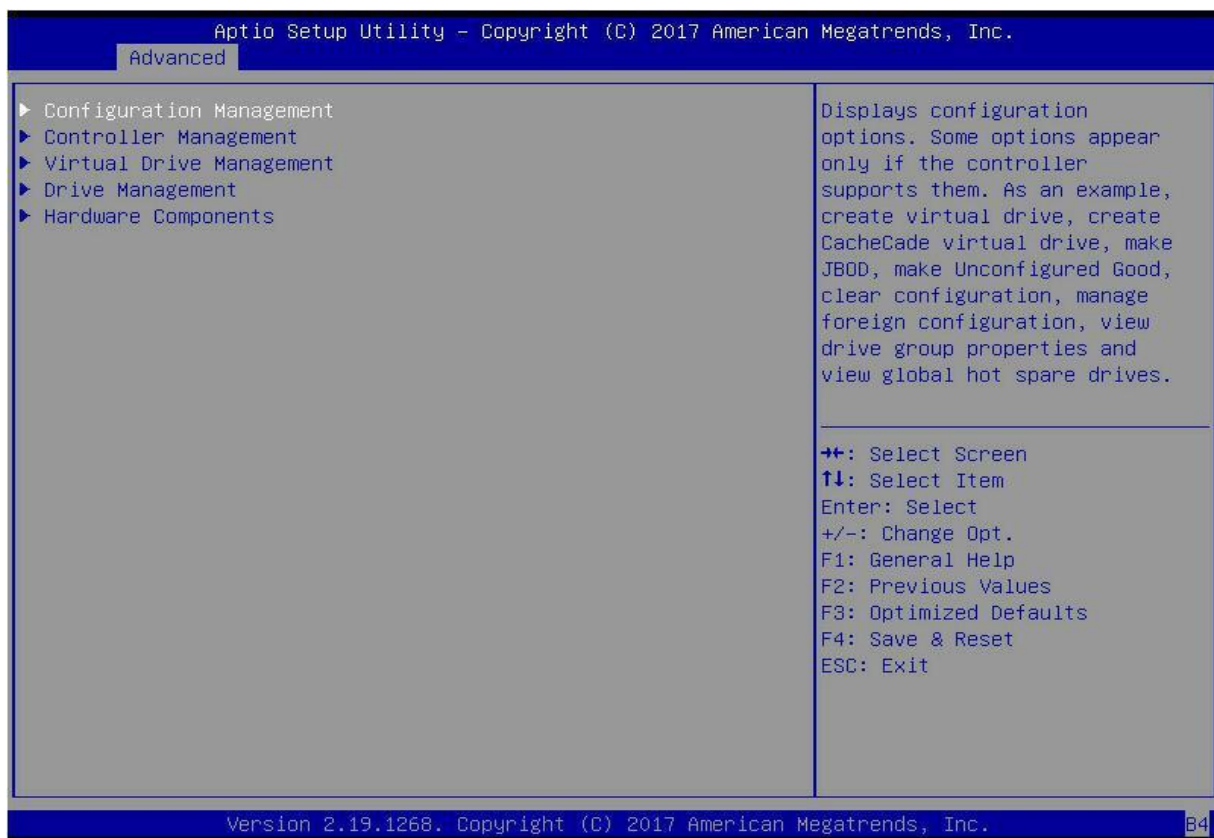 Aptio Setup Utility – Copyright (C) 2017 American Megatrends, Inc.
Advanced
▶ Configuration Management
▶ Controller Management
▶ Virtual Drive Management
▶ Drive Management
▶ Hardware Components
Displays configuration
options. Some options appear
only if the controller
supports them. As an example,
create virtual drive, create
CacheCade virtual drive, make
JBOD, make Unconfigured Good,
clear configuration, manage
foreign configuration, view
drive group properties and
view global hot spare drives.
→←: Select Screen
↑↓: Select Item
Enter: Select
+/-: Change Opt.
F1: General Help
F2: Previous Values
F3: Optimized Defaults
F4: Save & Reset
ESC: Exit
Version 2.19.1268. Copyright (C) 2017 American Megatrends, Inc.
B4